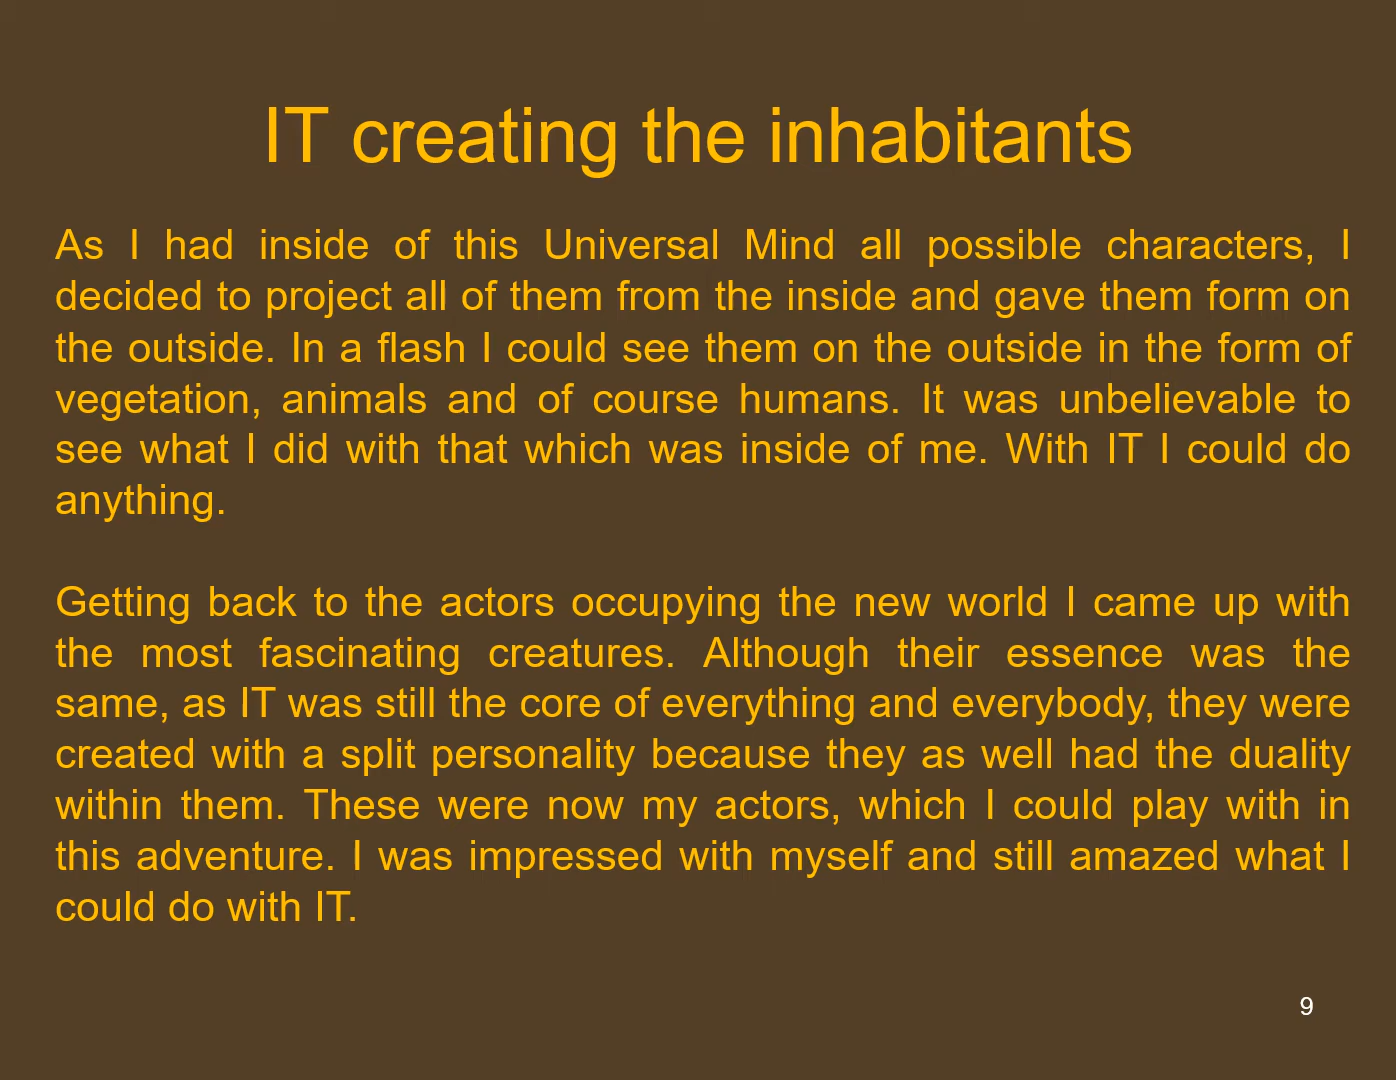 IT creating the inhabitants
As I had inside of this Universal Mind all possible characters, I
decided to project all of them from the inside and gave them form on
the outside. In a flash I could see them on the outside in the form of
vegetation, animals and of course humans. It was unbelievable to
see what I did with that which was inside of me. With IT I could do
anything.
Getting back to the actors occupying the new world I came up with
the most fascinating creatures. Although their essence was the
same, as IT was still the core of everything and everybody, they were
created with a split personality because they as well had the duality
within them. These were now my actors, which I could play with in
this adventure. I was impressed with myself and still amazed what I
could do with IT.
9